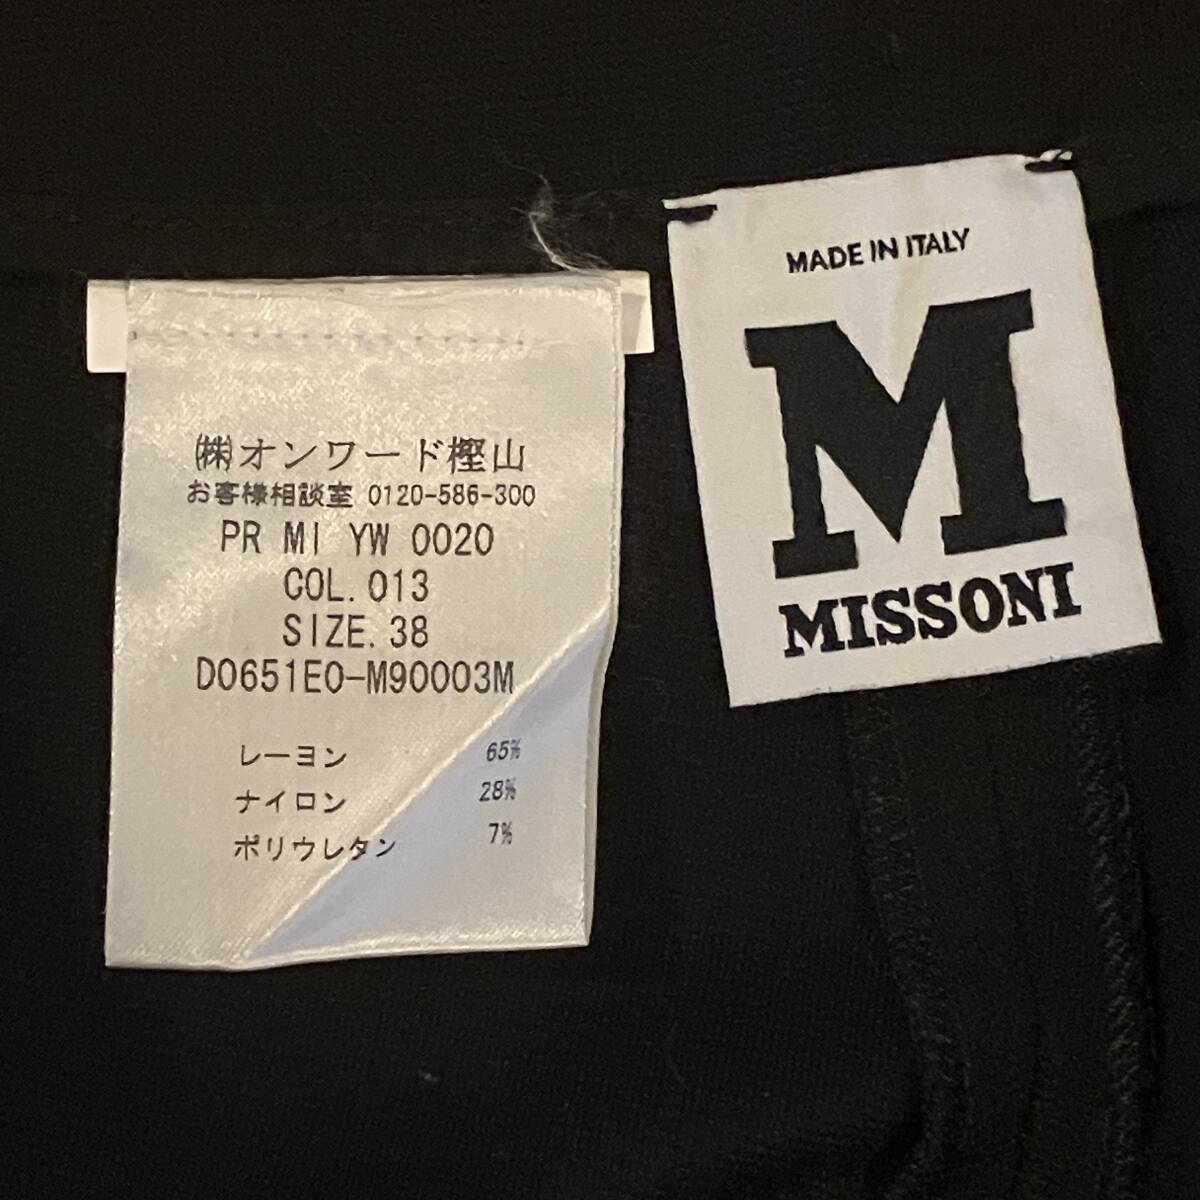 ㈱オンワード樫山
お客様相談室 0120-586-300
PR MI YW 0020
COL.013
SIZE.38
D0651E0-M90003M
レーヨン 65%
ナイロン 28%
ポリウレタン 7%
MADE IN ITALY
M
MISSONI